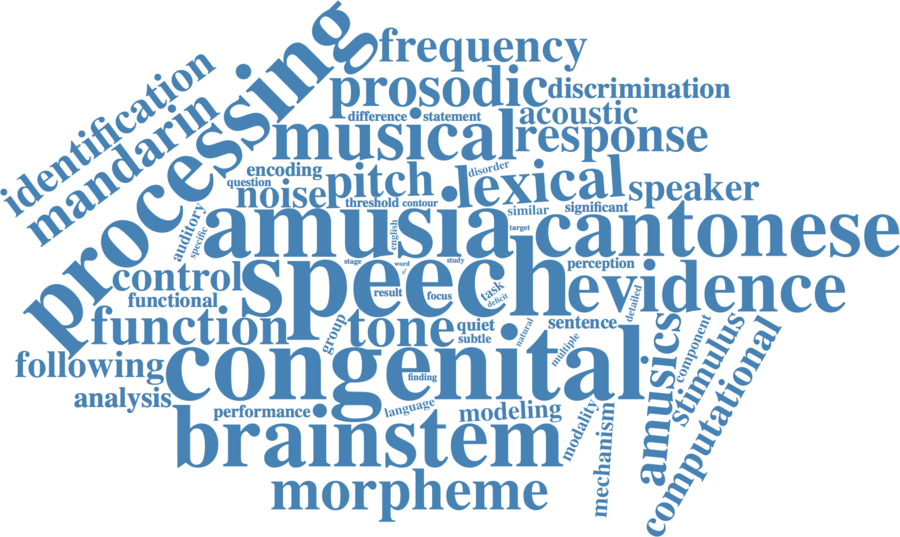 frequency
processing
identification
prosodic
discrimination
mandarin
difference
statement
acoustic
musical
response
encoding
disorder
question
noise
pitch
lexical
speaker
threshold
contour
similar
significant
auditory
specific
amusia
english
target
cantonese
stage
word
study
perception
control
speech
evidence
functional
result
focus
task
deficit
detailed
function
group
tone
quiet
subtle
natural
sentence
multiple
following
congenital
amusics
component
stimulus
computational
finding
analysis
performance
language
modeling
brainstem
modality
mechanism
morpheme